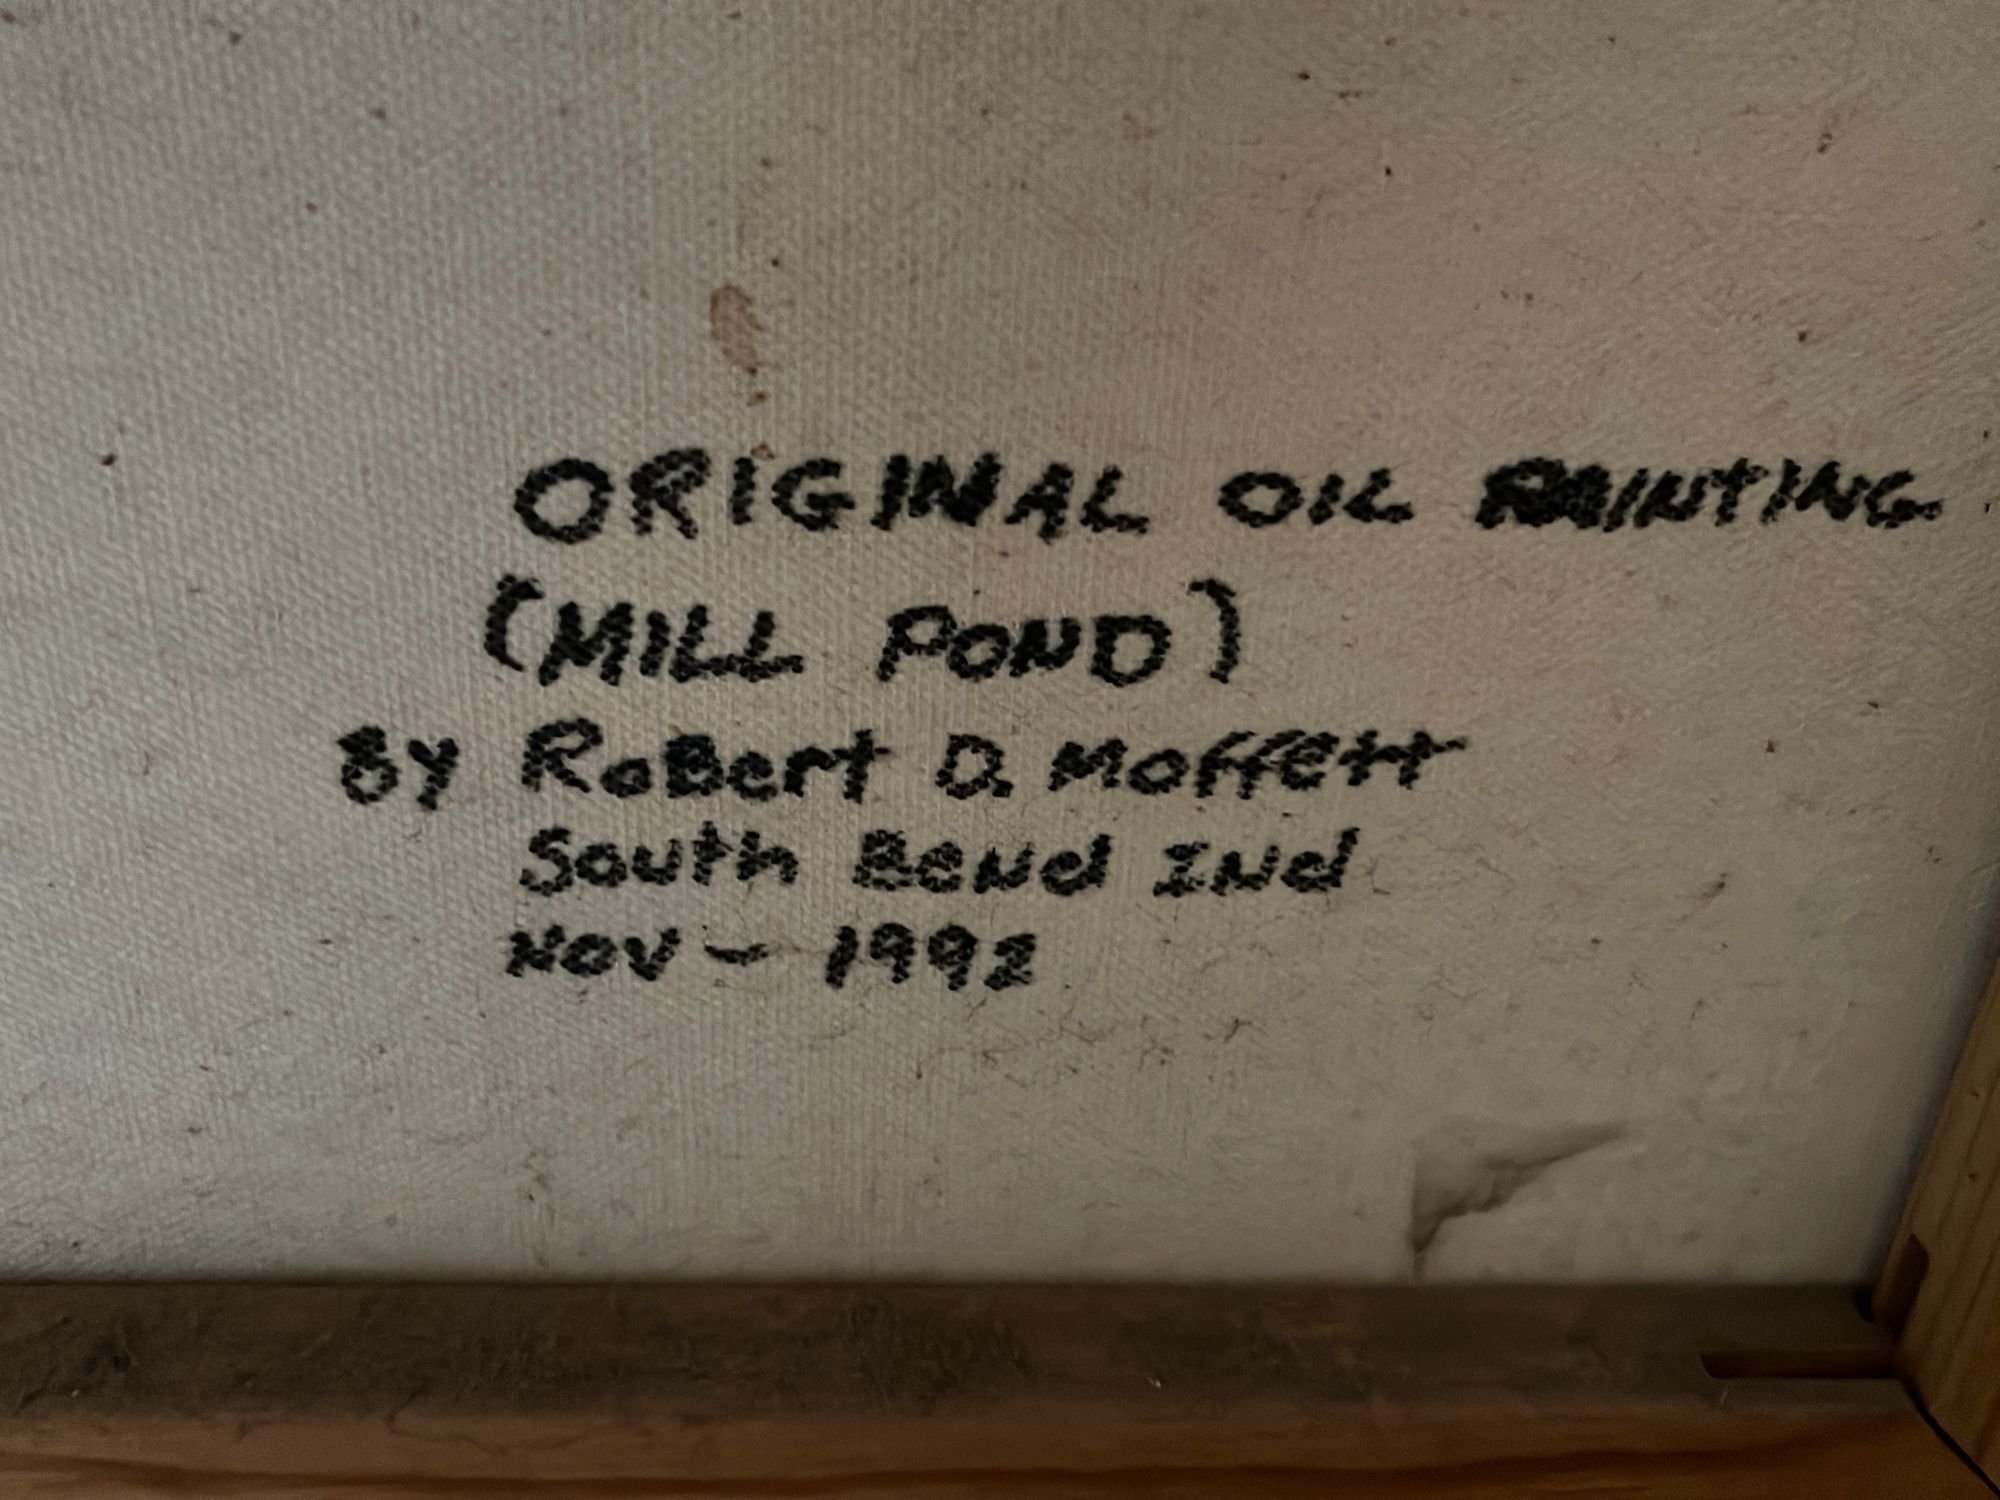 ORIGINAL OIL PAINTING.
(MILL POND)
By RoBert D. Moffett
South Bend Ind
Nov - 1992